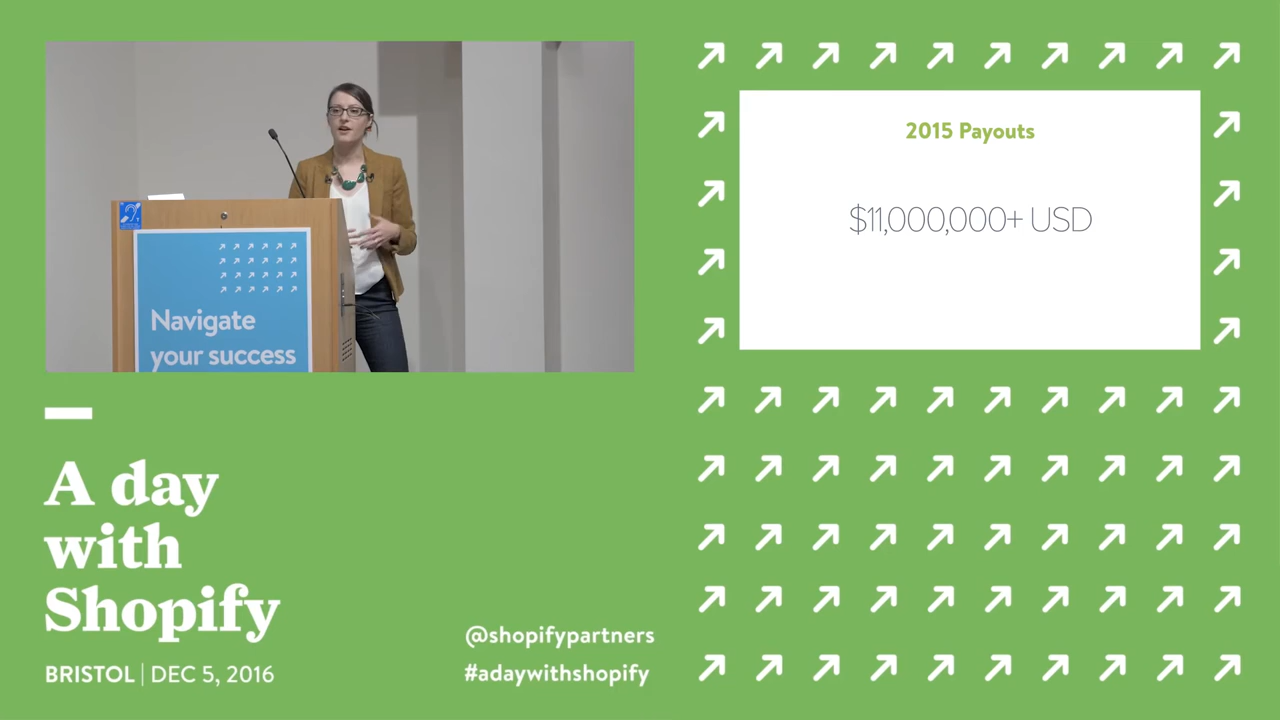 2015 Payouts
$11,000,000+ USD
Navigate
your success
A day
with
Shopify
BRISTOL | DEC 5, 2016
@shopifypartners
#adaywithshopify